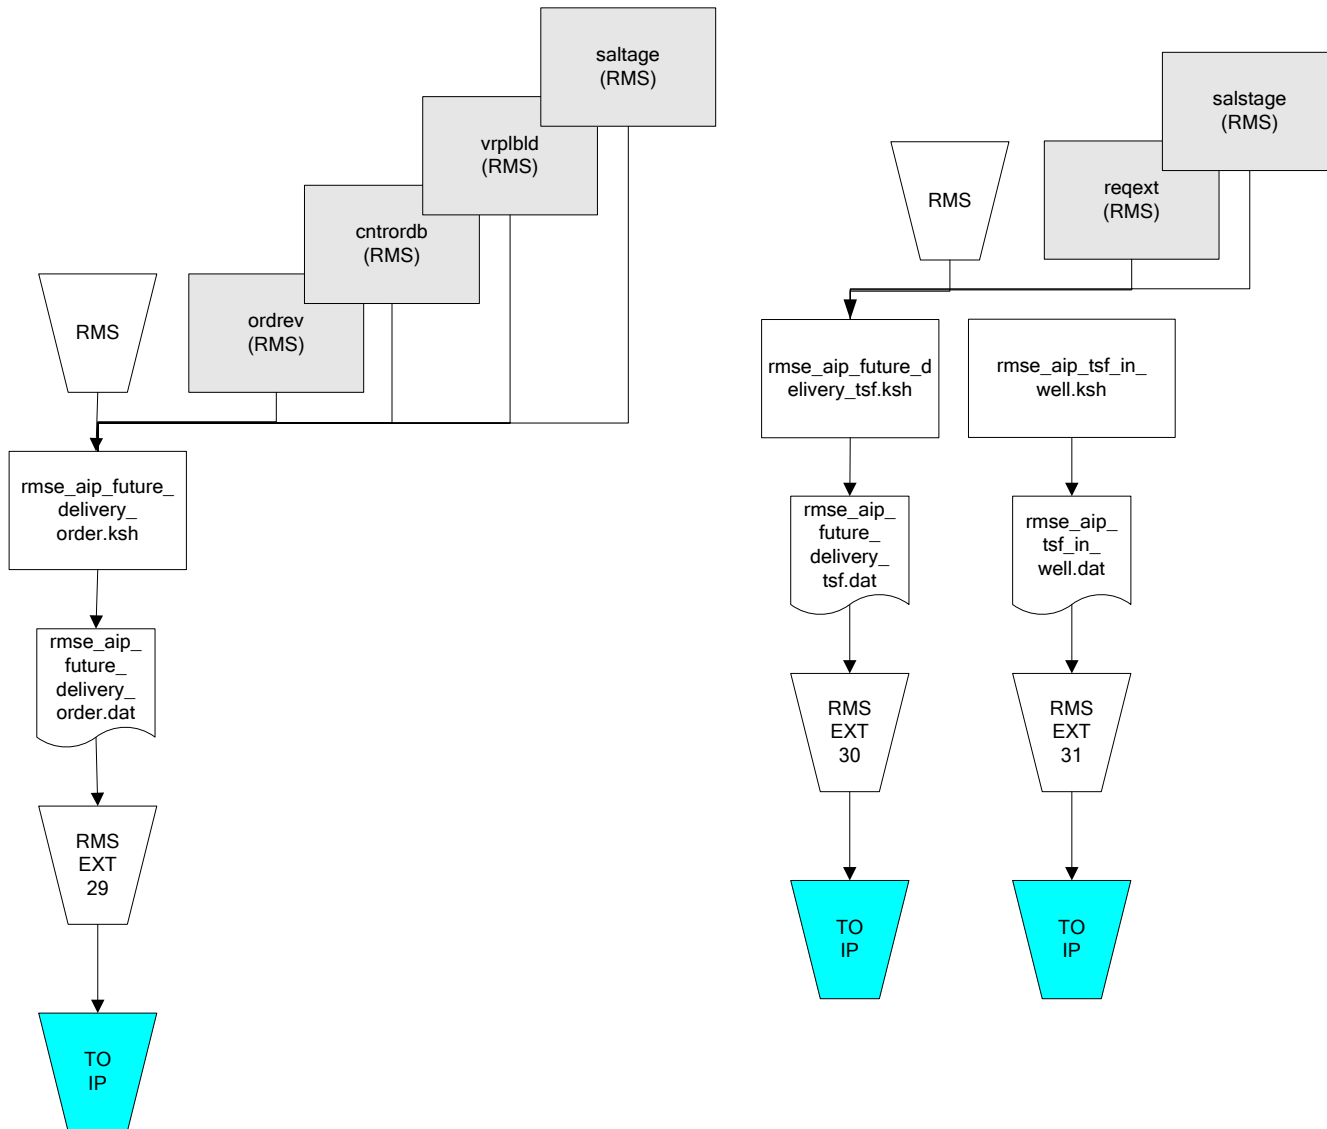 saltage
(RMS)
vrplbld
(RMS)
cntrordb
(RMS)
ordrev
(RMS)
RMS
rmse_aip_future_
delivery_
order.ksh
rmse_aip_
future_
delivery_
order.dat
RMS
EXT
29
TO
IP
salstage
(RMS)
reqext
(RMS)
RMS
rmse_aip_future_d
elivery_tsf.ksh
rmse_aip_
future_
delivery_
tsf.dat
RMS
EXT
30
TO
IP
rmse_aip_tsf_in_
well.ksh
rmse_aip_
tsf_in_
well.dat
RMS
EXT
31
TO
IP